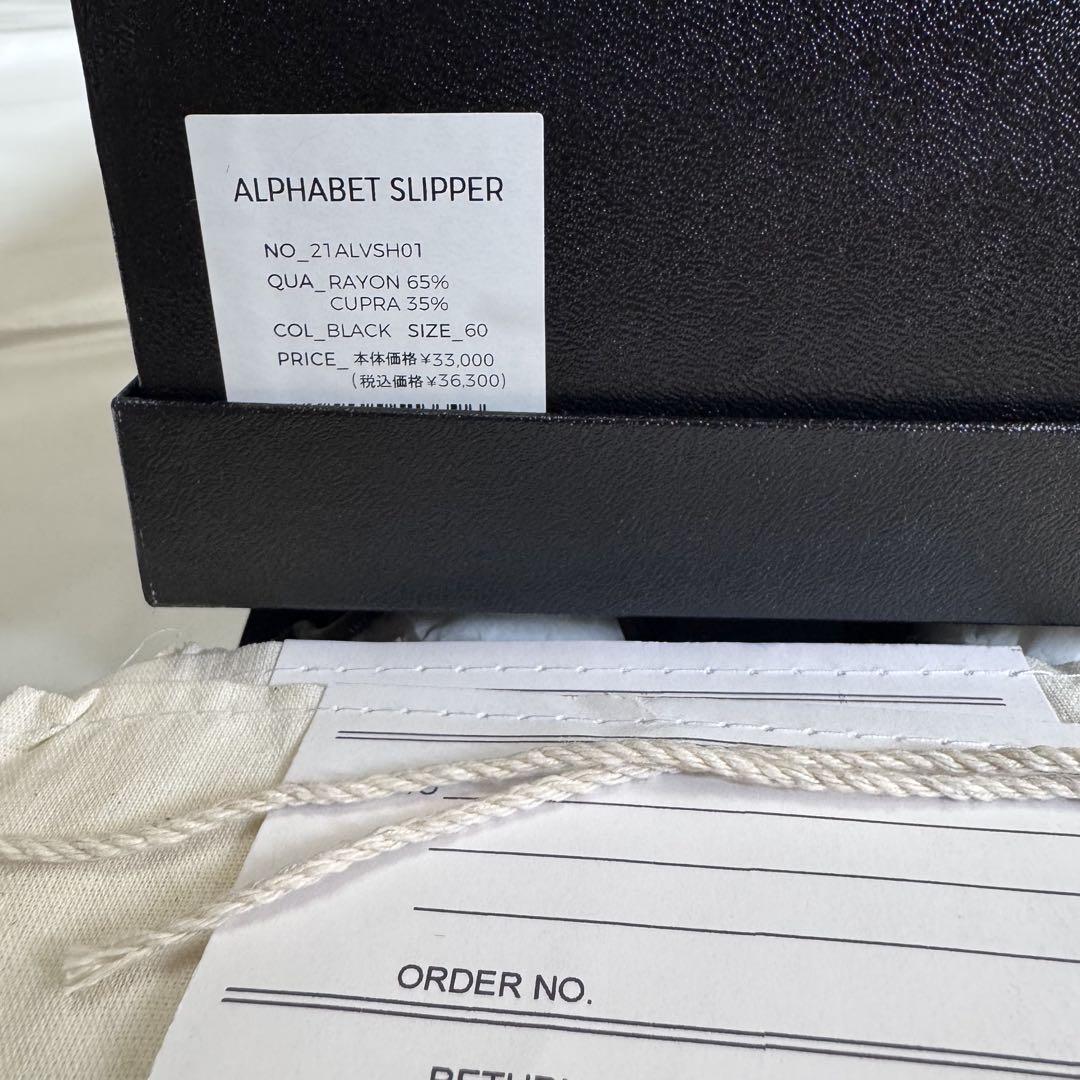 ALPHABET SLIPPER
NO_21ALVSH01
QUA_RAYON 65%
CUPRA 35%
COL_BLACK SIZE_60
PRICE_本体価格¥33,000
(税込価格¥36,300)
ORDER NO.